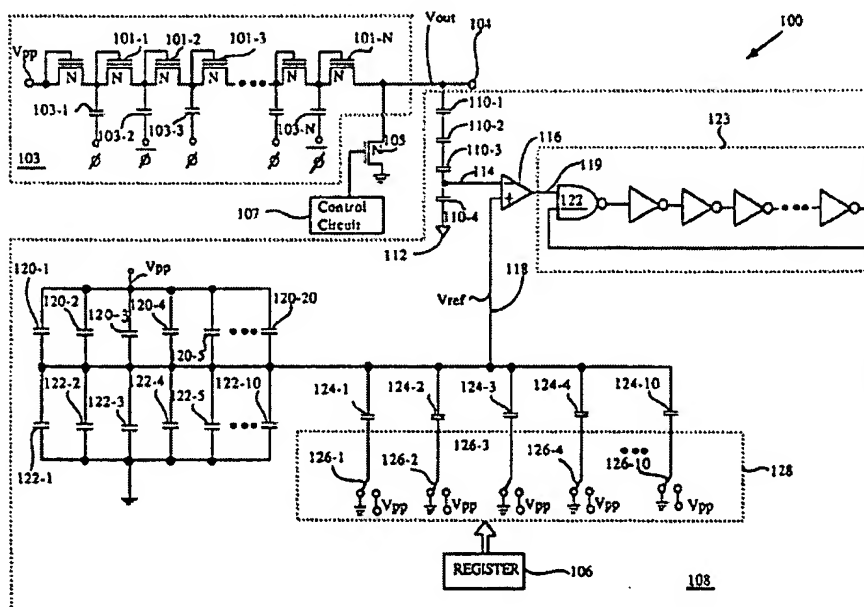 100
101-1
101-2
101-3
101-N
Vout
104
Vpp
N
N
N
N
N
N
103-1
103-2
103-3
103-N
ø
ø
ø
ø
ø
103
105
N
107
Control
Circuit
110-1
110-2
110-3
110-4
112
114
116
119
122
123
Vref
118
120-1
120-2
120-3
120-4
20-5
120-20
Vpp
122-1
122-2
122-3
122-4
122-5
122-10
124-1
124-2
124-3
124-4
124-10
126-1
126-2
126-3
126-4
126-10
128
Vpp
Vpp
Vpp
Vpp
Vpp
REGISTER
106
108